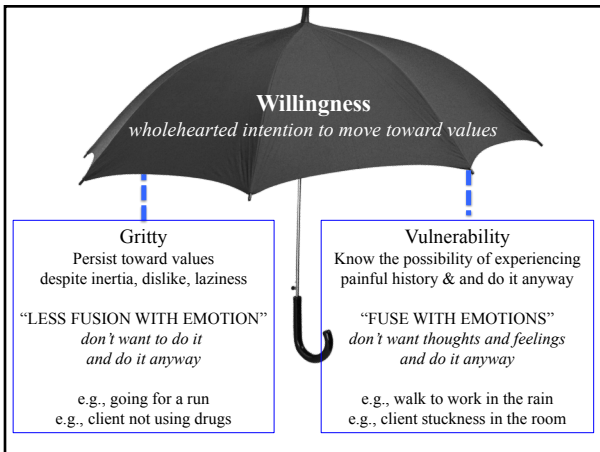 Willingness
wholehearted intention to move toward values
Gritty
Persist toward values
despite inertia, dislike, laziness
“LESS FUSION WITH EMOTION”
don’t want to do it
and do it anyway
e.g., going for a run
e.g., client not using drugs
Vulnerability
Know the possibility of experiencing
painful history & and do it anyway
“FUSE WITH EMOTIONS”
don’t want thoughts and feelings
and do it anyway
e.g., walk to work in the rain
e.g., client stuckness in the room